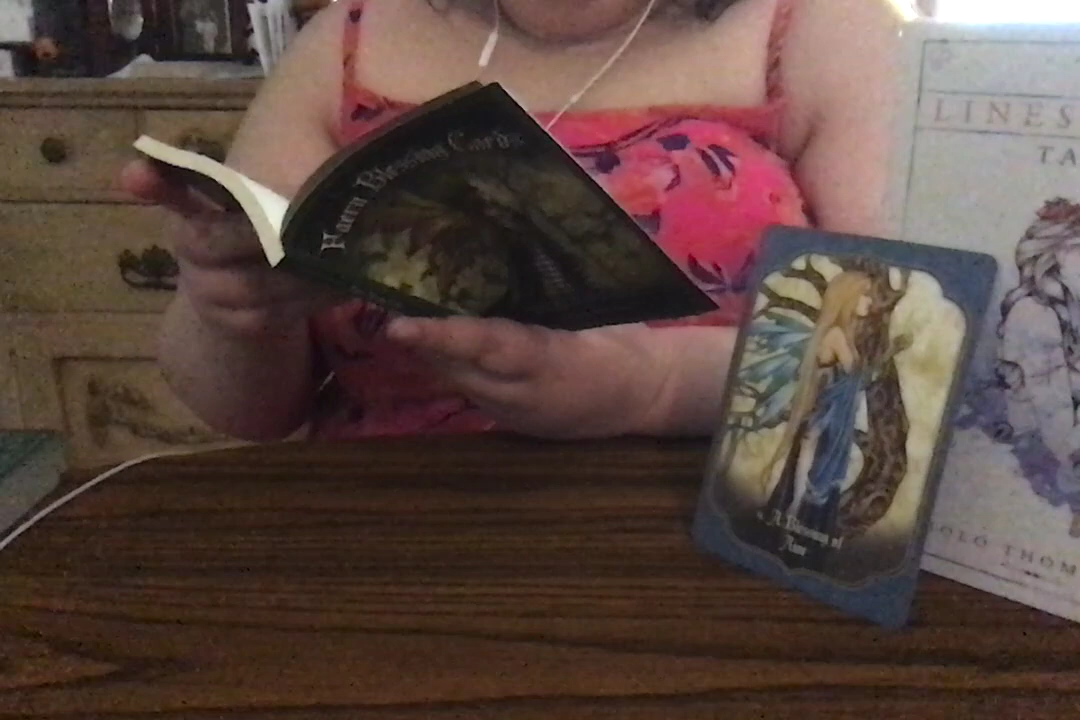 Faery Blessing Cards
LINES
TA
A Blessing of
OLO THOM